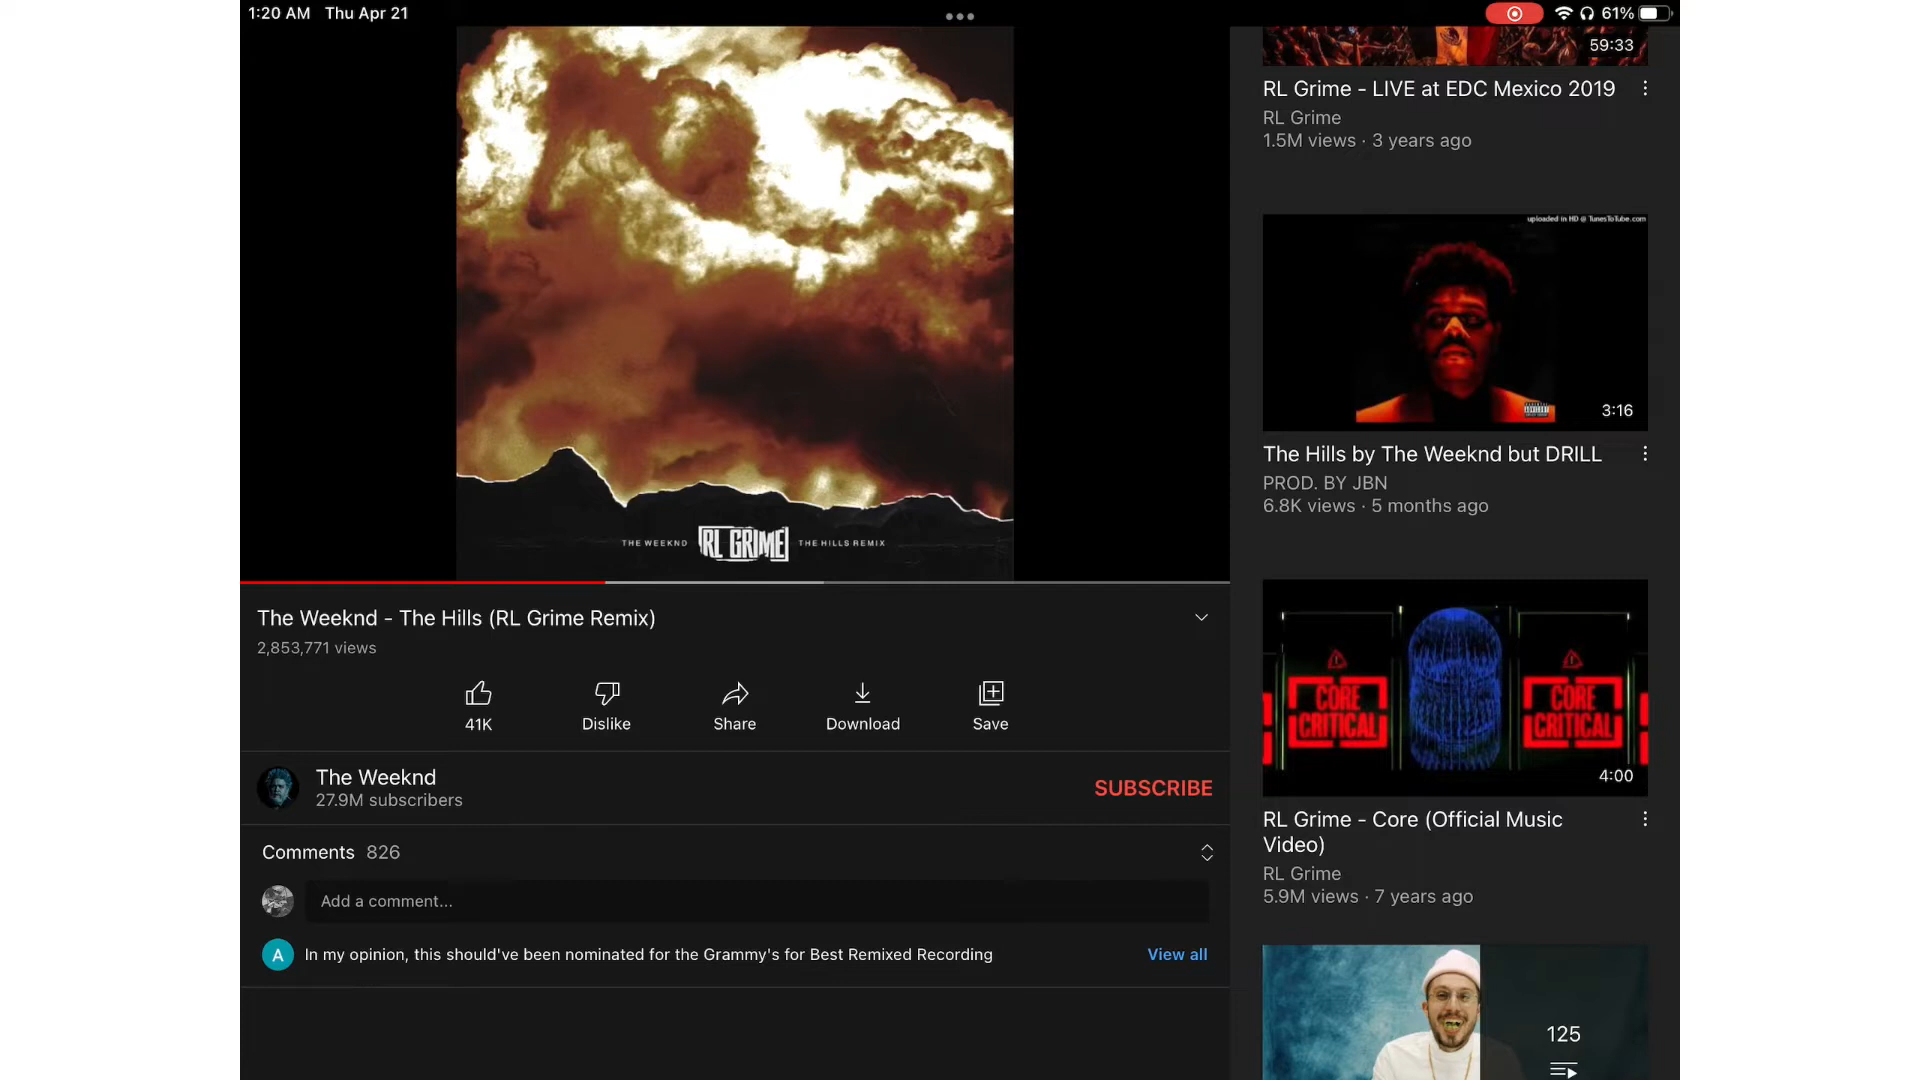 1:20 AM Thu Apr 21
61%
THE WEEKND RL GRIME THE HILLS REMIX
The Weeknd - The Hills (RL Grime Remix)
2,853,771 views
41K
Dislike
Share
Download
Save
The Weeknd
27.9M subscribers
SUBSCRIBE
Comments 826
Add a comment...
A
In my opinion, this should've been nominated for the Grammy's for Best Remixed Recording
View all
59:33
RL Grime - LIVE at EDC Mexico 2019
RL Grime
1.5M views · 3 years ago
uploaded in HD @ TunesToTube.com
3:16
The Hills by The Weeknd but DRILL
PROD. BY JBN
6.8K views · 5 months ago
CORE
CRITICAL
CORE
CRITICAL
4:00
RL Grime - Core (Official Music
Video)
RL Grime
5.9M views · 7 years ago
125